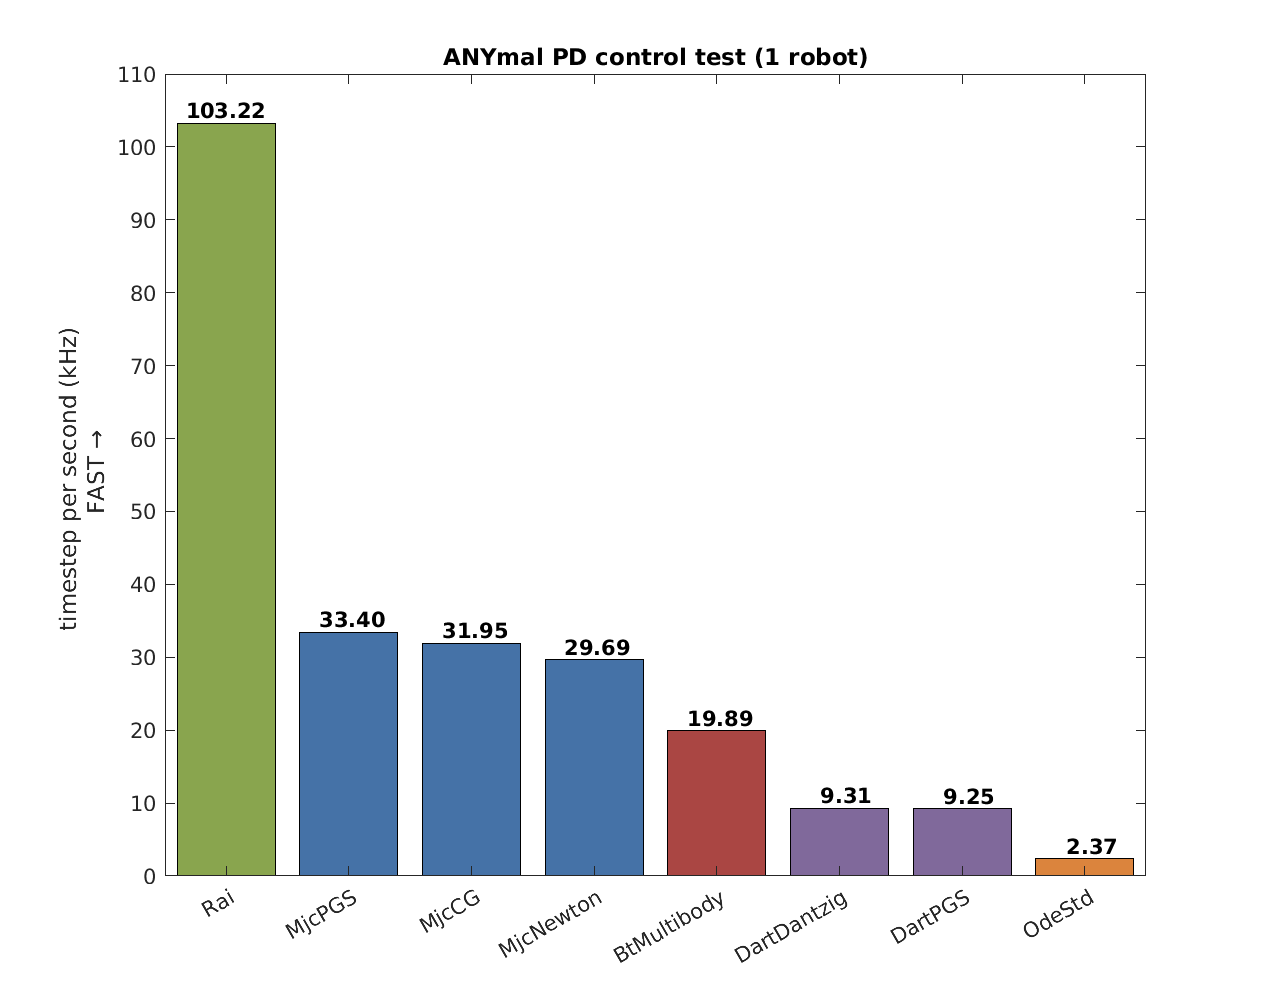 ANYmal PD control test (1 robot)
timestep per second (kHz)
FAST →
110
100
90
80
70
60
50
40
30
20
10
0
103.22
33.40
31.95
29.69
19.89
9.31
9.25
2.37
Rai
MjcPGS
MjcCG
MjcNewton
BtMultibody
DartDantzig
DartPGS
OdeStd